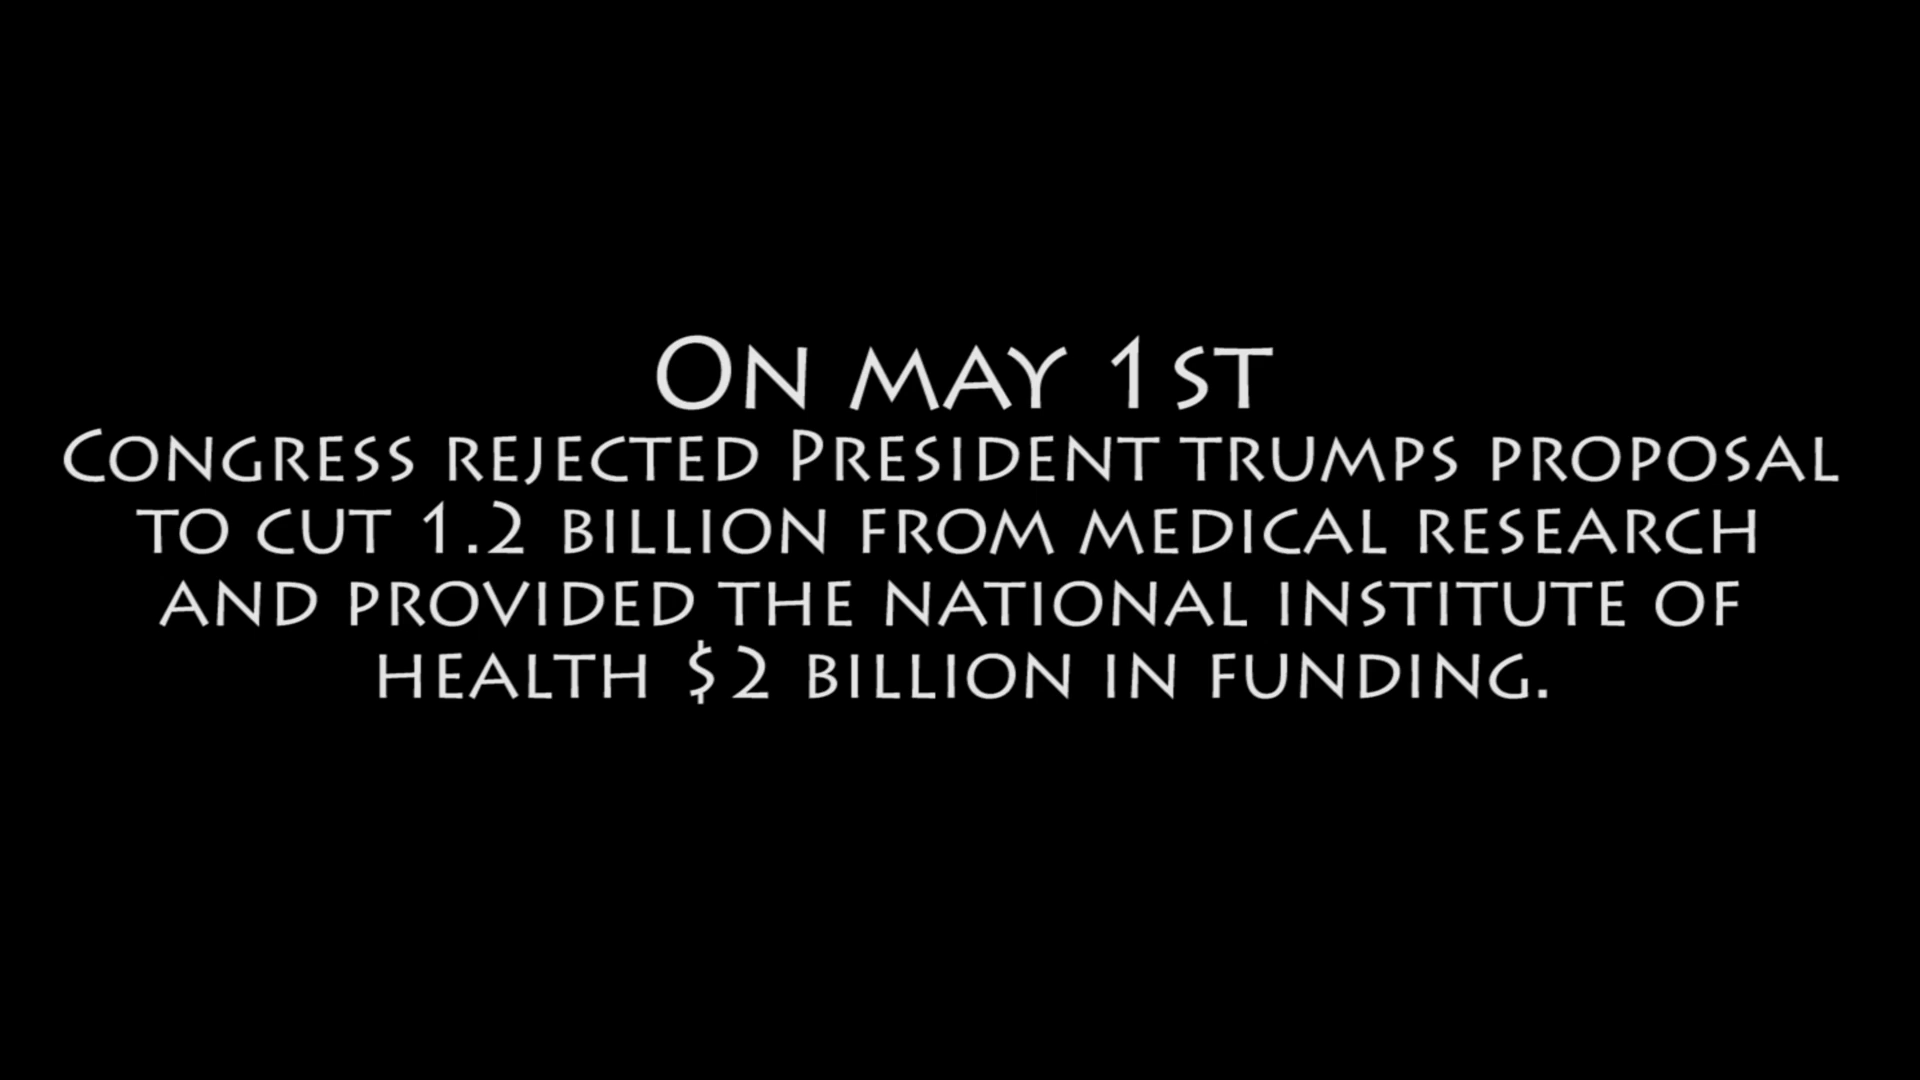 On may 1st
Congress rejected President trumps proposal
to cut 1.2 billion from medical research
and provided the national institute of
health $2 billion in funding.